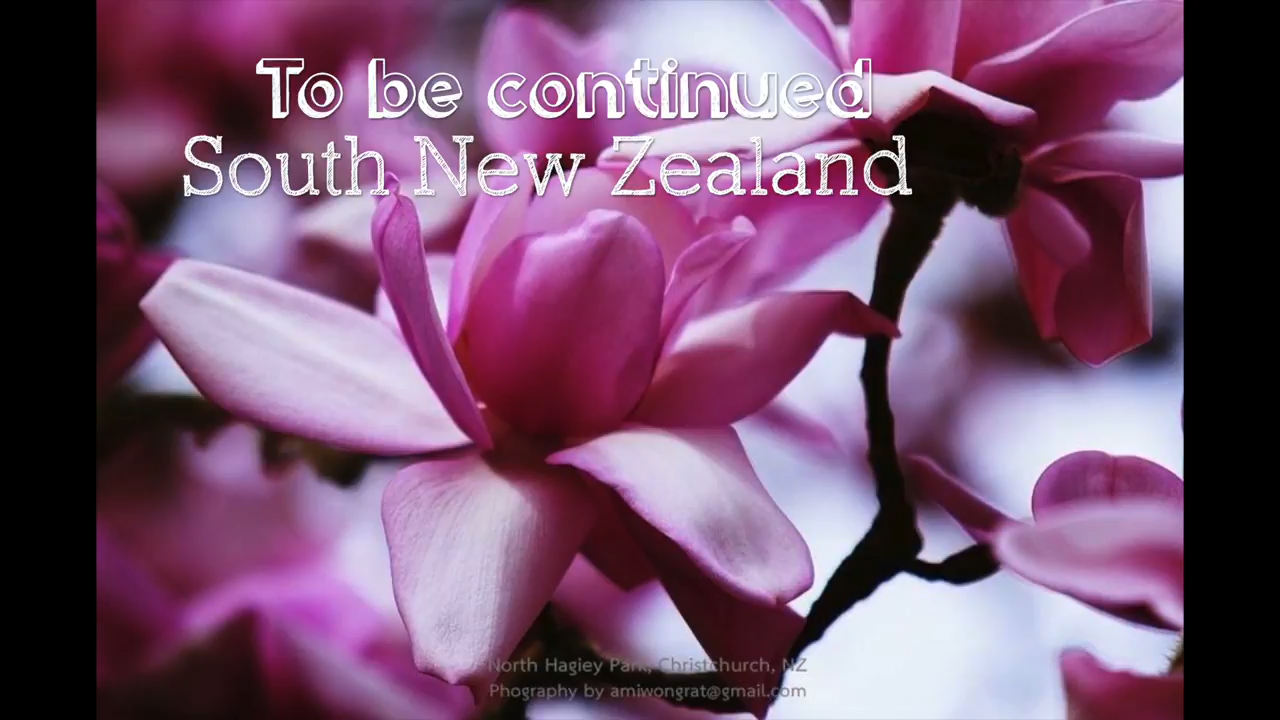 To be continued
South New Zealand
North Hagley Park, Christchurch, NZ
Phography by amiwongrat@gmail.com